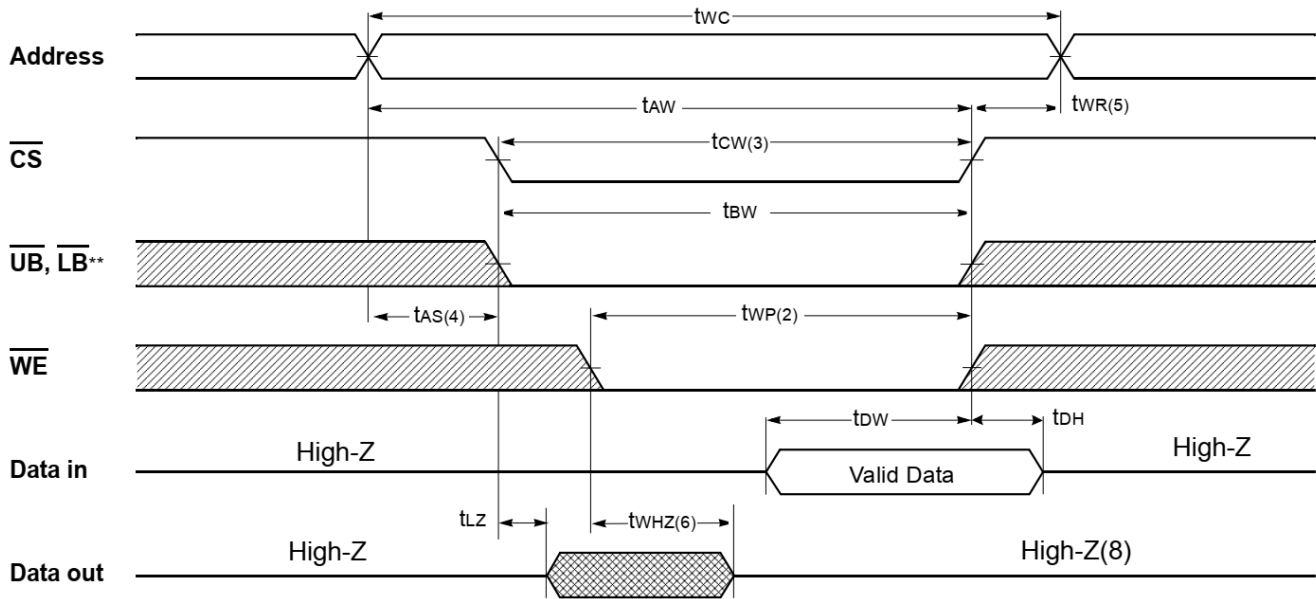 tWC
Address
tAW
tWR(5)
CS
tCW(3)
tBW
UB, LB**
tAS(4)
tWP(2)
WE
tDW
tDH
High-Z
High-Z
Data in
Valid Data
tLZ
tWHZ(6)
High-Z
High-Z(8)
Data out